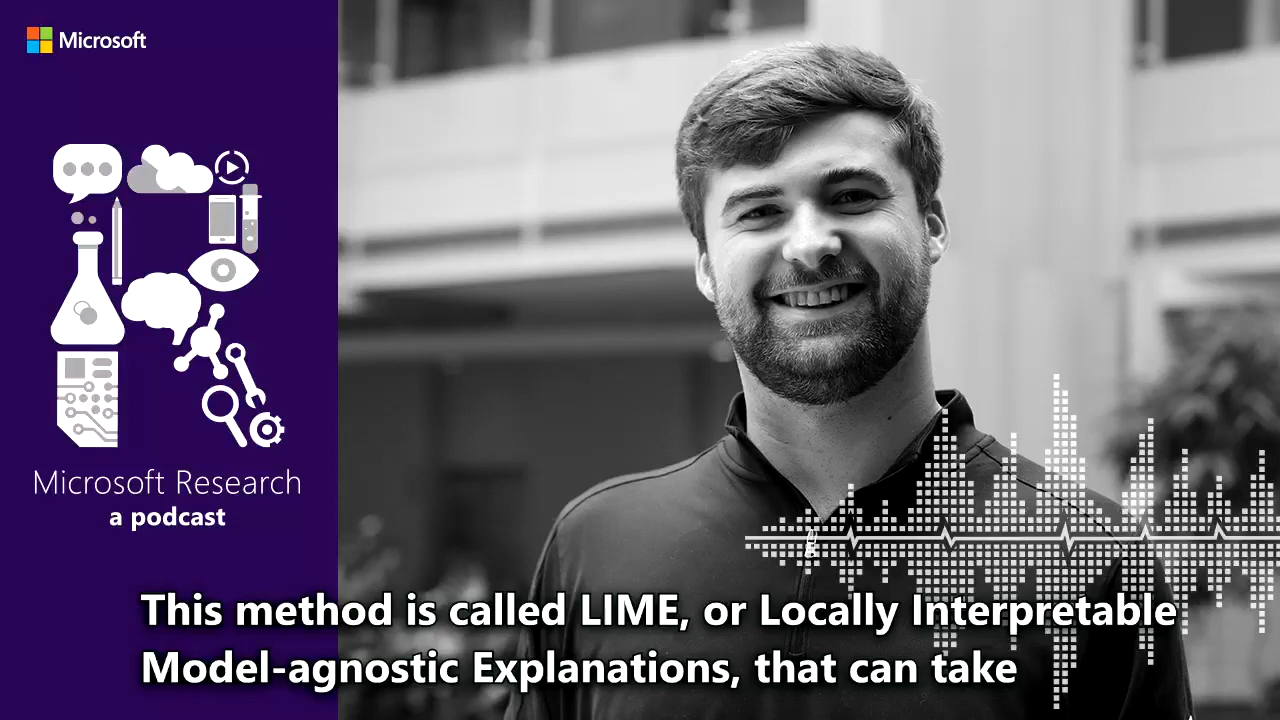 Microsoft
Microsoft Research
a podcast
This method is called LIME, or Locally Interpretable
Model-agnostic Explanations, that can take